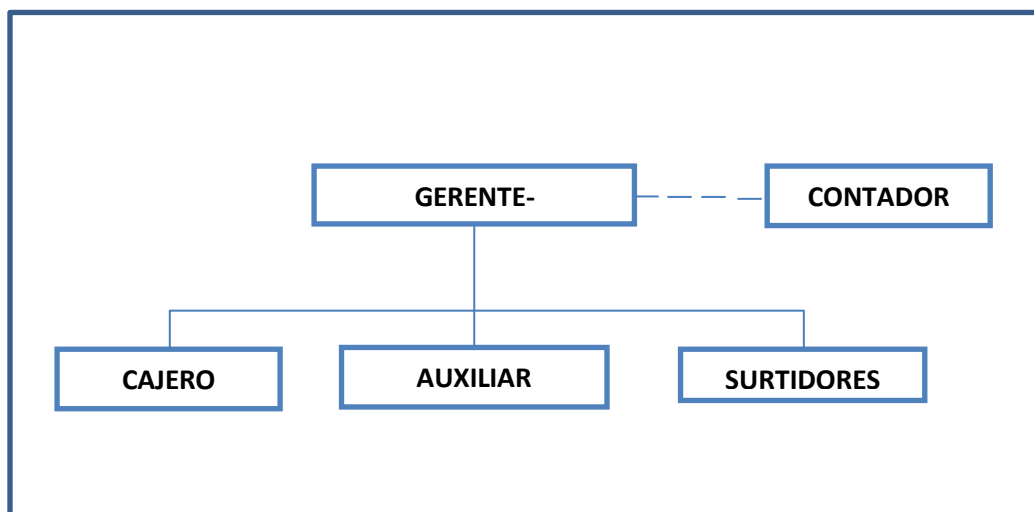 GERENTE-
CONTADOR
CAJERO
AUXILIAR
SURTIDORES